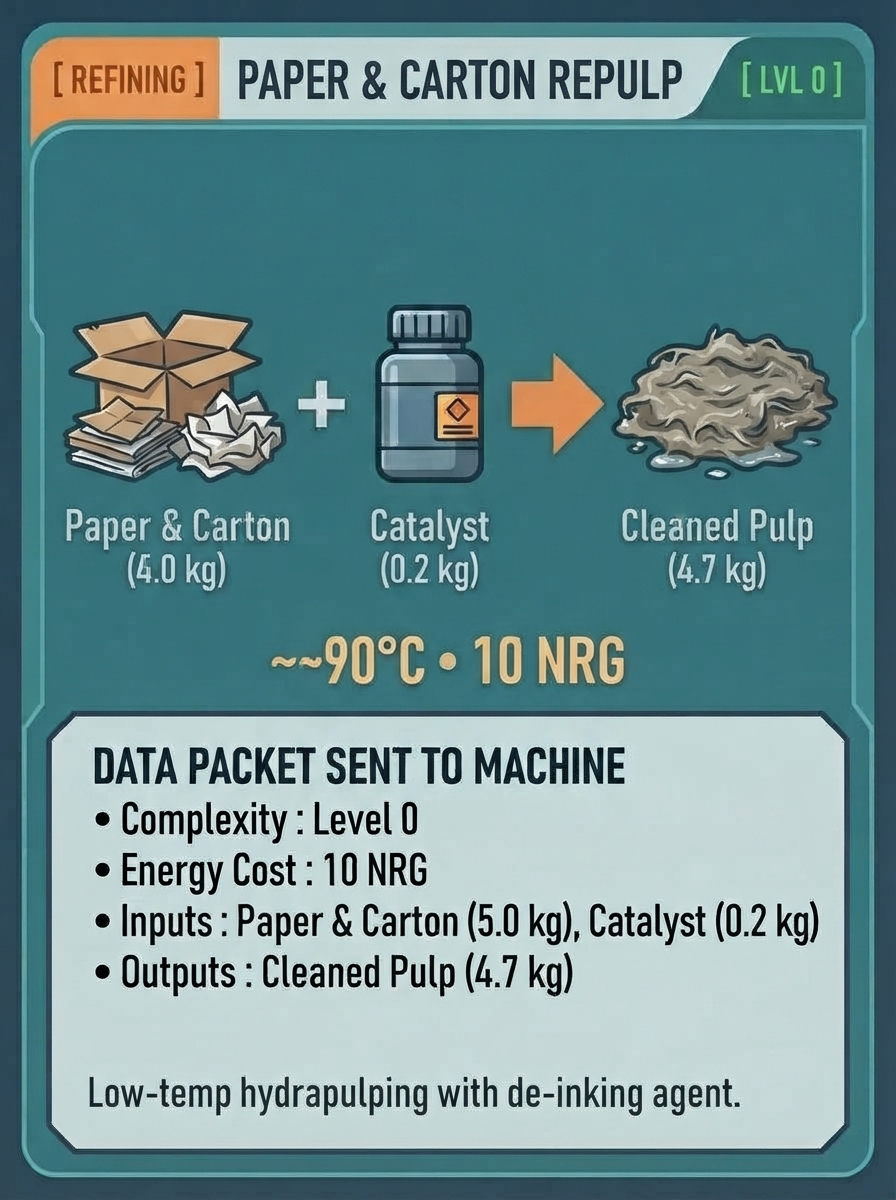 [ REFINING ]
PAPER & CARTON REPULP
[ LVL 0 ]
Paper & Carton
(4.0 kg)
Catalyst
(0.2 kg)
Cleaned Pulp
(4.7 kg)
~~90°C • 10 NRG
DATA PACKET SENT TO MACHINE
• Complexity : Level 0
• Energy Cost : 10 NRG
• Inputs : Paper & Carton (5.0 kg), Catalyst (0.2 kg)
• Outputs : Cleaned Pulp (4.7 kg)
Low-temp hydrapulping with de-inking agent.